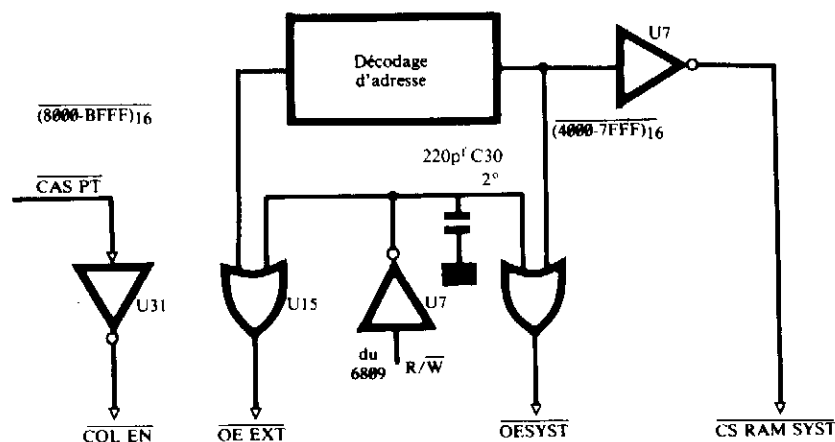 U7
Décodage
d'adresse
(8000-BFFF)16
(4000-7FFF)16
220pf C30
2°
CAS PT
U31
U15
U7
du
6809
R/W
COL EN
OE EXT
OESYST
CS RAM SYST